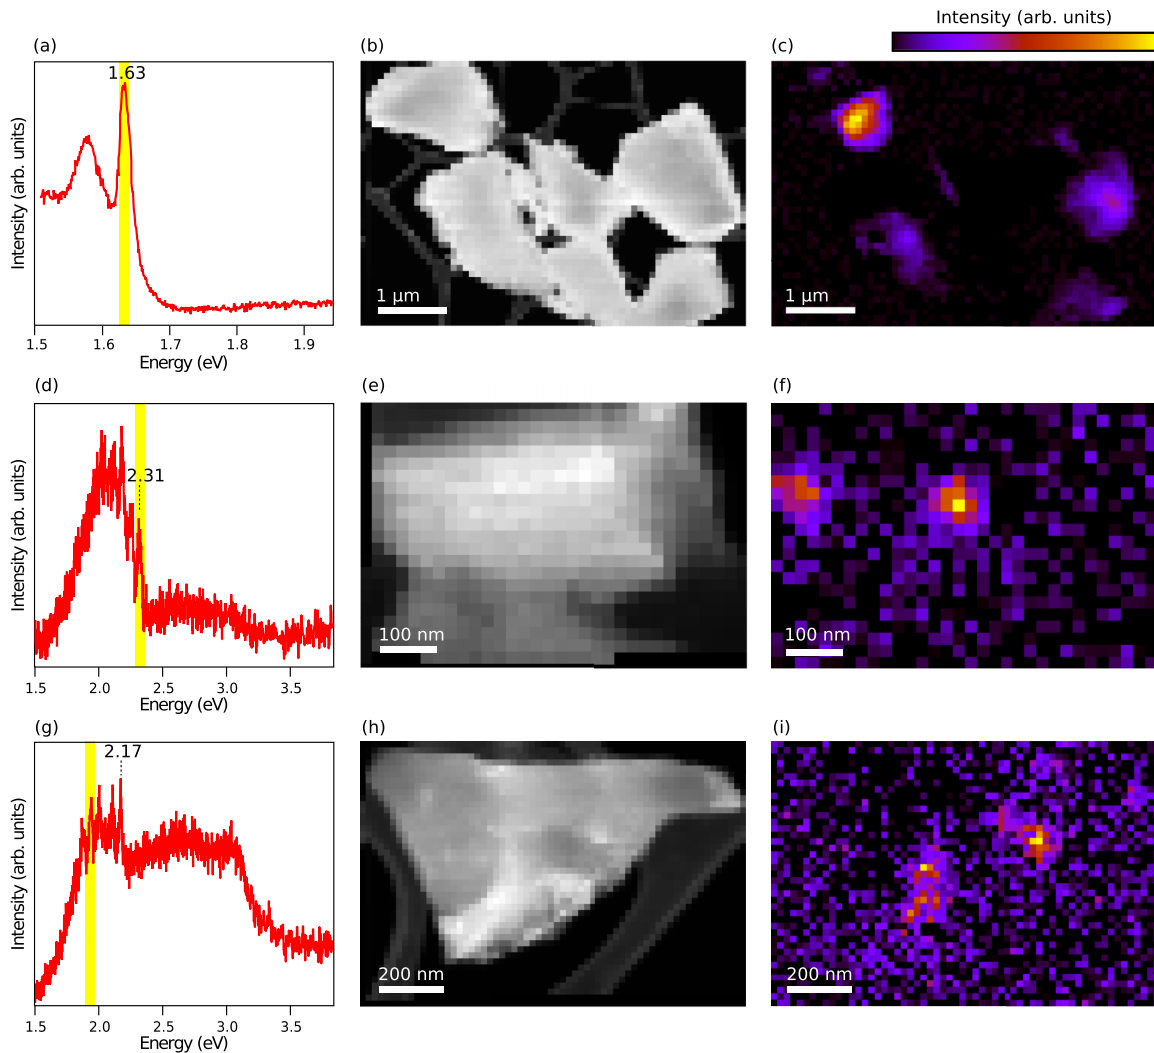 Intensity (arb. units)
(a)
(b)
(c)
1.63
Intensity (arb. units)
1 μm
1 μm
1.5
1.6
1.7
1.8
1.9
Energy (eV)
(d)
(e)
(f)
2.31
Intensity (arb. units)
100 nm
100 nm
1.5
2.0
2.5
3.0
3.5
Energy (eV)
(g)
(h)
(i)
2.17
Intensity (arb. units)
200 nm
200 nm
1.5
2.0
2.5
3.0
3.5
Energy (eV)